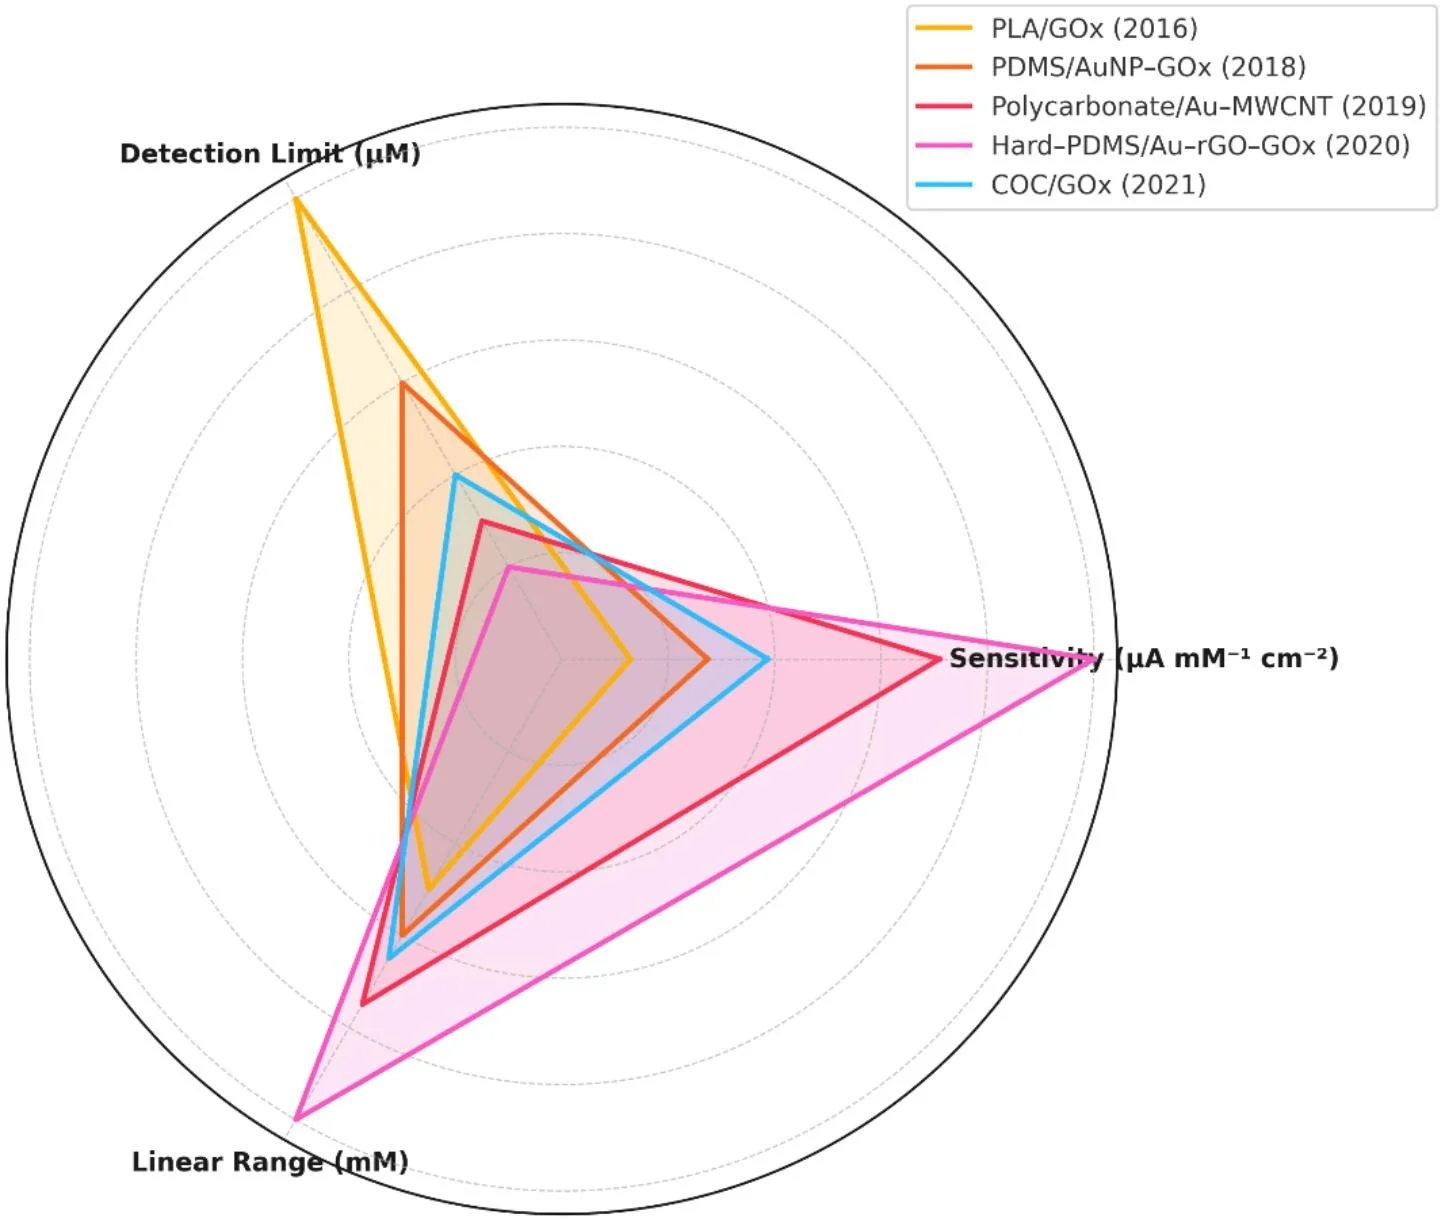 PLA/GOx (2016)
PDMS/AuNP–GOx (2018)
Polycarbonate/Au–MWCNT (2019)
Hard–PDMS/Au–rGO–GOx (2020)
COC/GOx (2021)
Detection Limit (μM)
Sensitivity (μA mM⁻¹ cm⁻²)
Linear Range (mM)